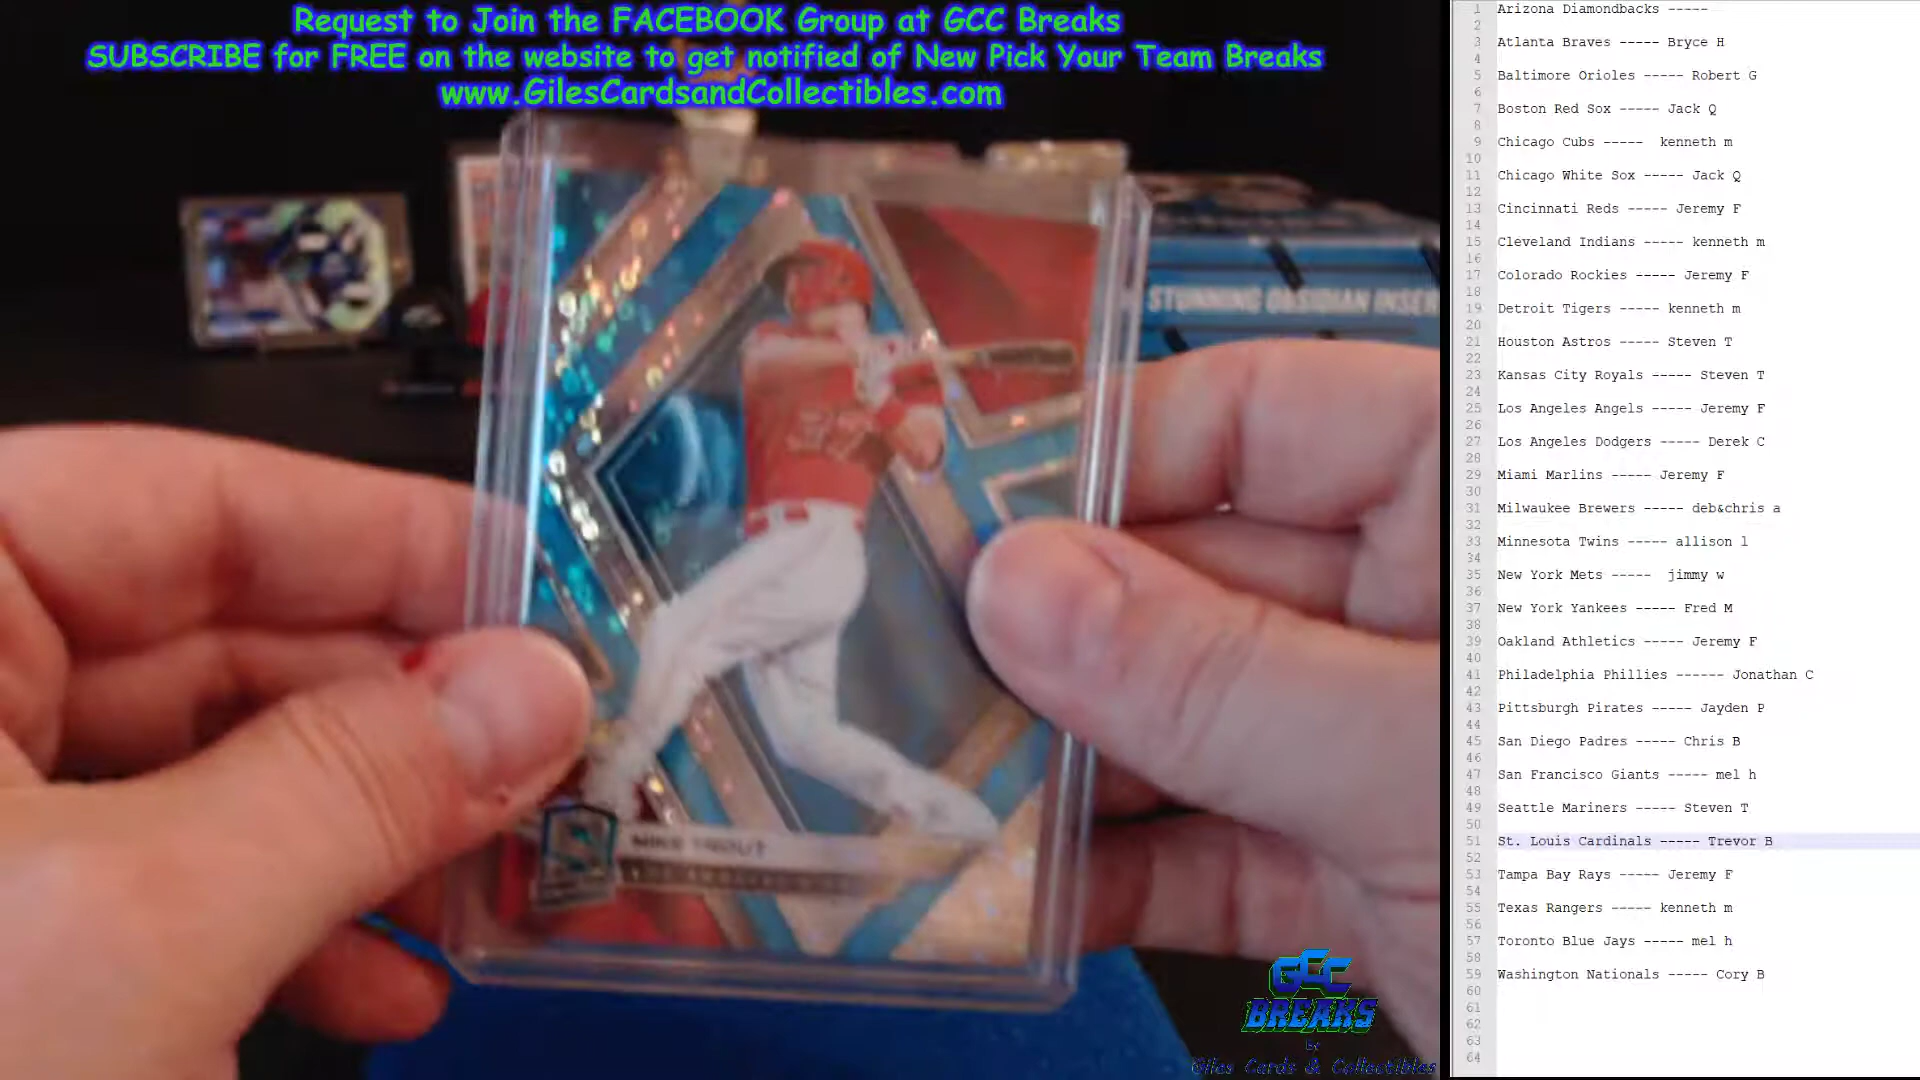 Request to Join the FACEBOOK Group at GCC Breaks
SUBSCRIBE for FREE on the website to get notified of New Pick Your Team Breaks
www.GilesCardsandCollectibles.com
STUNNING OBSIDIAN INSER
MIKE TROUT
GCC
BREAKS
By
Giles Cards & Collectibles
1 Arizona Diamondbacks -----
2
3 Atlanta Braves ----- Bryce H
4
5 Baltimore Orioles ----- Robert G
6
7 Boston Red Sox ----- Jack Q
8
9 Chicago Cubs -----  kenneth m
10
11 Chicago White Sox ----- Jack Q
12
13 Cincinnati Reds ----- Jeremy F
14
15 Cleveland Indians ----- kenneth m
16
17 Colorado Rockies ----- Jeremy F
18
19 Detroit Tigers ----- kenneth m
20
21 Houston Astros ----- Steven T
22
23 Kansas City Royals ----- Steven T
24
25 Los Angeles Angels ----- Jeremy F
26
27 Los Angeles Dodgers ----- Derek C
28
29 Miami Marlins ----- Jeremy F
30
31 Milwaukee Brewers ----- deb&chris a
32
33 Minnesota Twins ----- allison l
34
35 New York Mets -----  jimmy w
36
37 New York Yankees ----- Fred M
38
39 Oakland Athletics ----- Jeremy F
40
41 Philadelphia Phillies ------ Jonathan C
42
43 Pittsburgh Pirates ----- Jayden P
44
45 San Diego Padres ----- Chris B
46
47 San Francisco Giants ----- mel h
48
49 Seattle Mariners ----- Steven T
50
51 St. Louis Cardinals ----- Trevor B
52
53 Tampa Bay Rays ----- Jeremy F
54
55 Texas Rangers ----- kenneth m
56
57 Toronto Blue Jays ----- mel h
58
59 Washington Nationals ----- Cory B
60
61
62
63
64